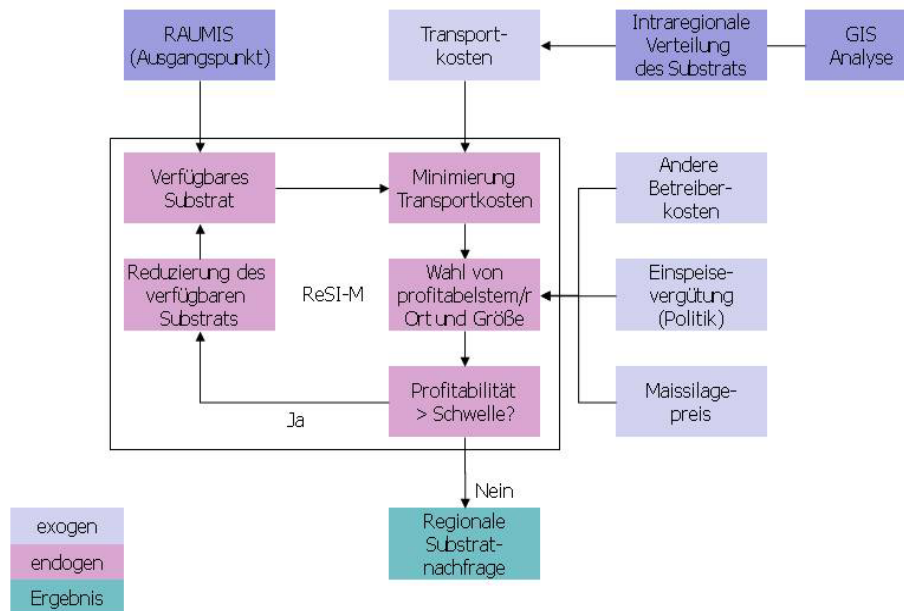 RAUMIS
(Ausgangspunkt)
Transport-
kosten
Intraregionale
Verteilung
des Substrats
GIS
Analyse
Verfügbares
Substrat
Minimierung
Transportkosten
Andere
Betreiber-
kosten
Reduzierung des
verfügbaren
Substrats
ReSI-M
Wahl von
profitabelstem/r
Ort und Größe
Einspeise-
vergütung
(Politik)
Profitabilität
> Schwelle?
Maissilage-
preis
Ja
Nein
Regionale
Substrat-
nachfrage
exogen
endogen
Ergebnis